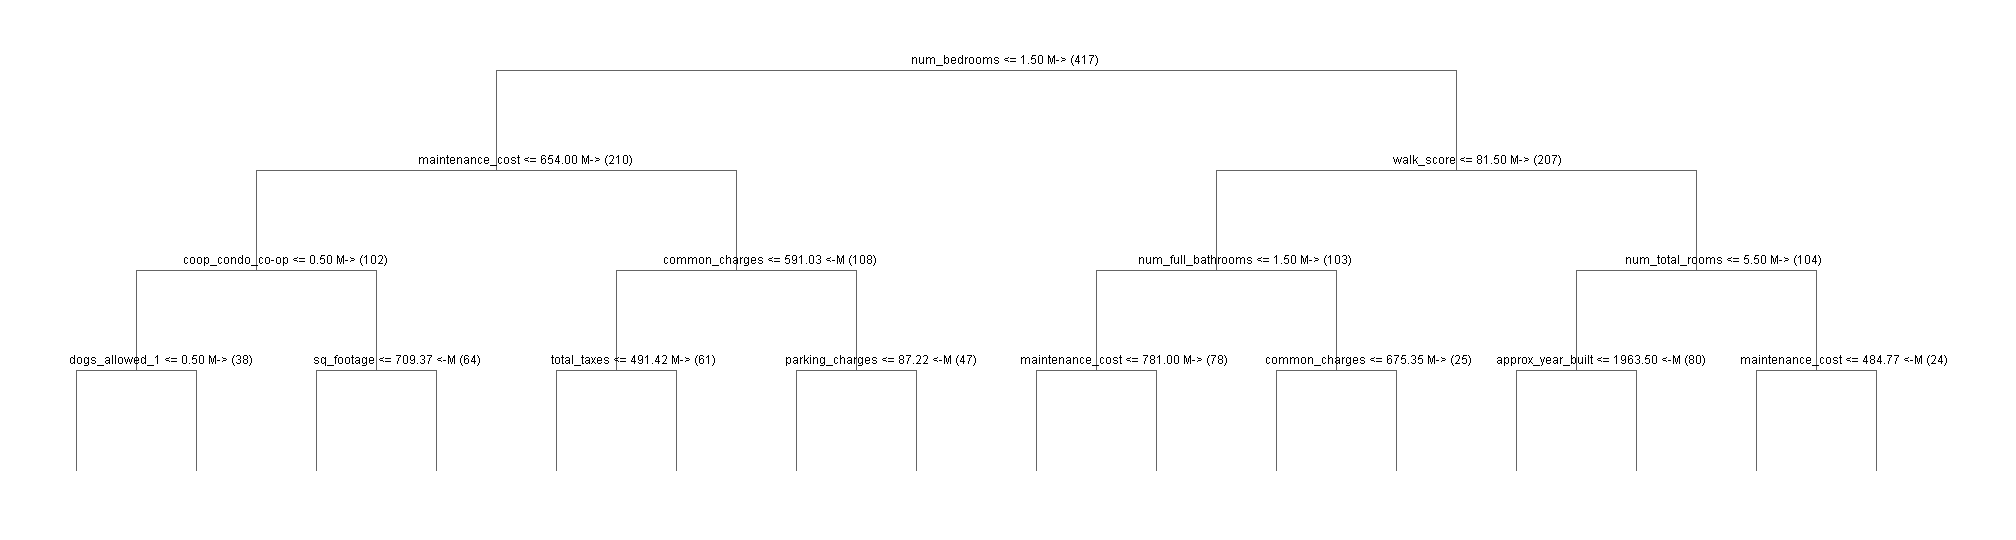 num_bedrooms <= 1.50 M-> (417)
maintenance_cost <= 654.00 M-> (210)
walk_score <= 81.50 M-> (207)
coop_condo_co-op <= 0.50 M-> (102)
common_charges <= 591.03 <-M (108)
num_full_bathrooms <= 1.50 M-> (103)
num_total_rooms <= 5.50 M-> (104)
dogs_allowed_1 <= 0.50 M-> (38)
sq_footage <= 709.37 <-M (64)
total_taxes <= 491.42 M-> (61)
parking_charges <= 87.22 <-M (47)
maintenance_cost <= 781.00 M-> (78)
common_charges <= 675.35 M-> (25)
approx_year_built <= 1963.50 <-M (80)
maintenance_cost <= 484.77 <-M (24)